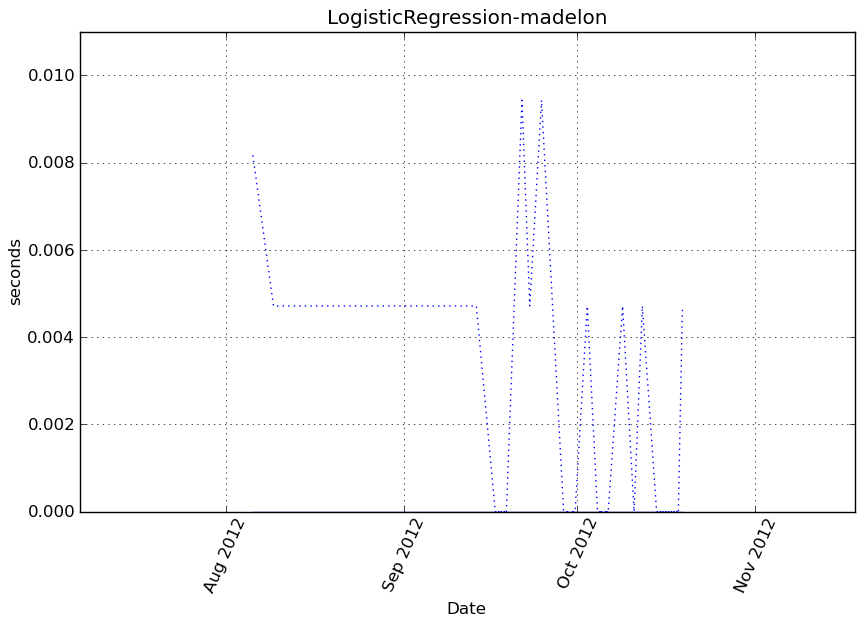 LogisticRegression-madelon
0.010
0.008
0.006
0.004
0.002
0.000
seconds
Aug 2012
Sep 2012
Oct 2012
Nov 2012
Date